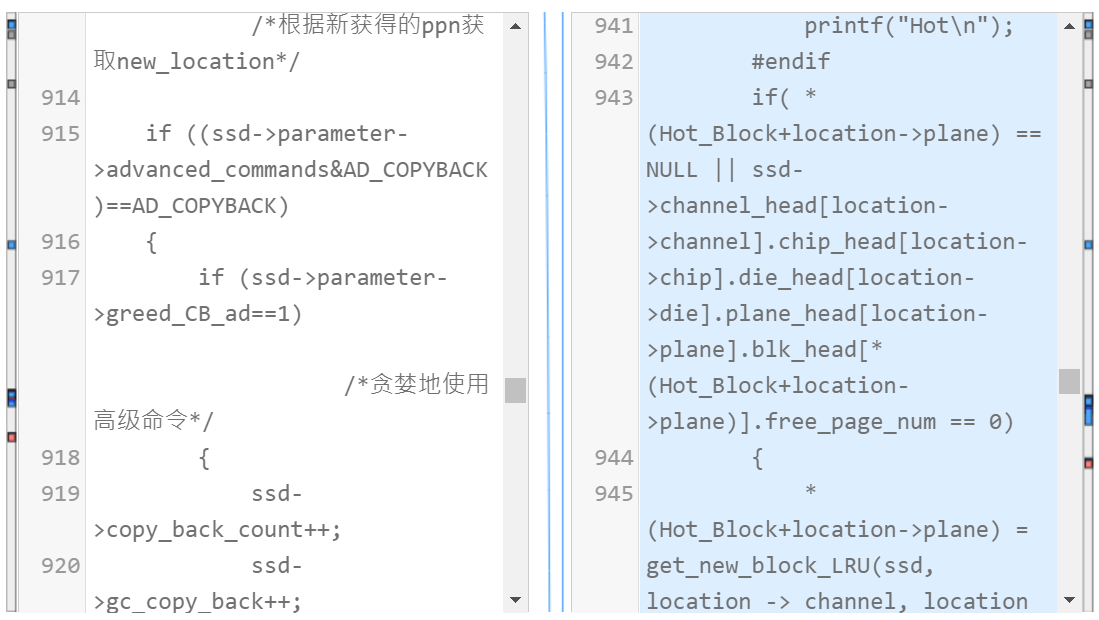 /*根据新获得的ppn获
取new_location*/
914
915 if ((ssd->parameter-
>advanced_commands&AD_COPYBACK
)==AD_COPYBACK)
916 {
917 if (ssd->parameter-
>greed_CB_ad==1)
/*贪婪地使用
高级命令*/
918 {
919 ssd-
>copy_back_count++;
920 ssd-
>gc_copy_back++;
941 printf("Hot\n");
942 #endif
943 if( *
(Hot_Block+location->plane) ==
NULL || ssd-
>channel_head[location-
>channel].chip_head[location-
>chip].die_head[location-
>die].plane_head[location-
>plane].blk_head[*
(Hot_Block+location-
>plane)].free_page_num == 0)
944 {
945 *
(Hot_Block+location->plane) =
get_new_block_LRU(ssd,
location -> channel, location